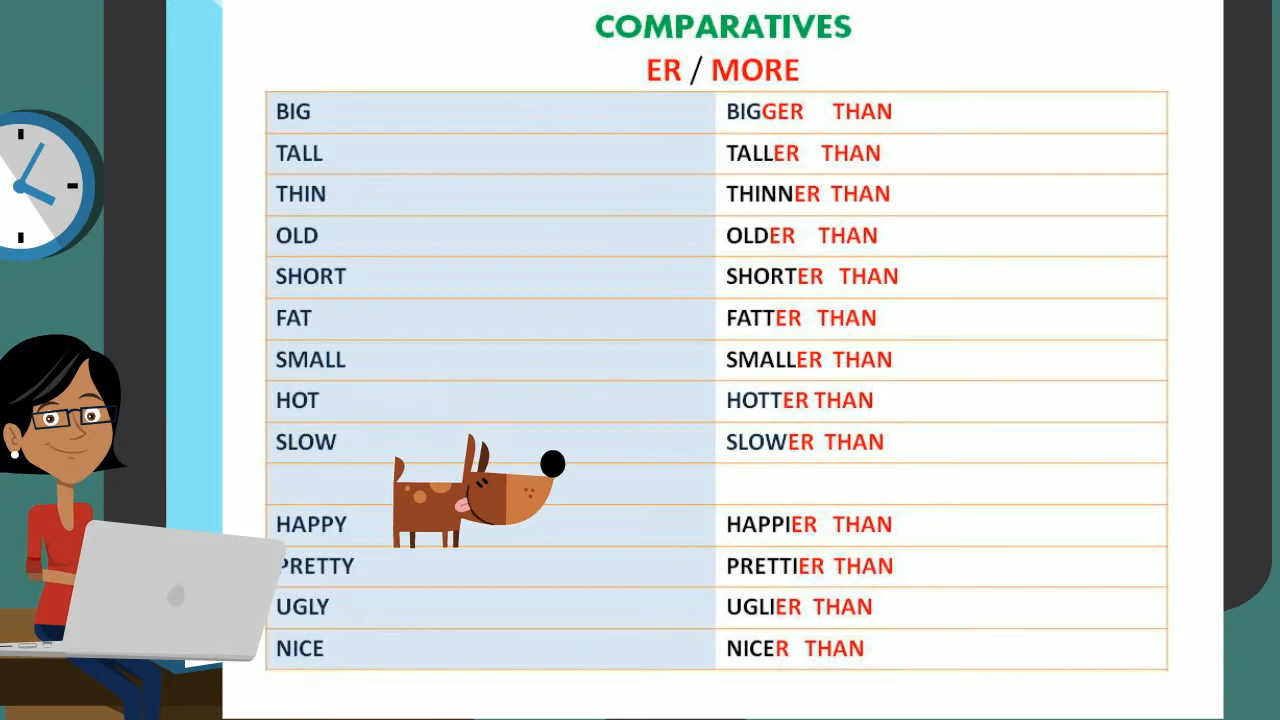 COMPARATIVES
ER / MORE
BIG BIGGER THAN
TALL TALLER THAN
THIN THINNER THAN
OLD OLDER THAN
SHORT SHORTER THAN
FAT FATTER THAN
SMALL SMALLER THAN
HOT HOTTER THAN
SLOW SLOWER THAN
HAPPY HAPPIER THAN
PRETTY PRETTIER THAN
UGLY UGLIER THAN
NICE NICER THAN